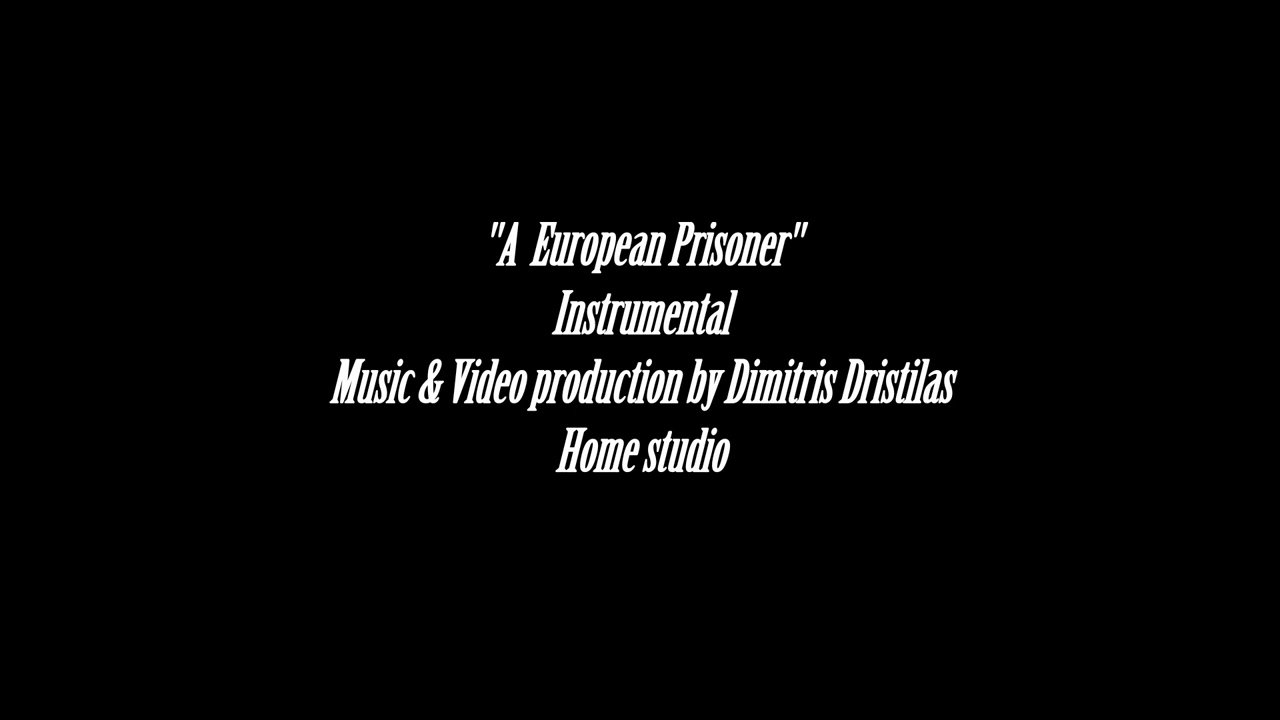 "A European Prisoner"
Instrumental
Music & Video production by Dimitris Dristilas
Home studio